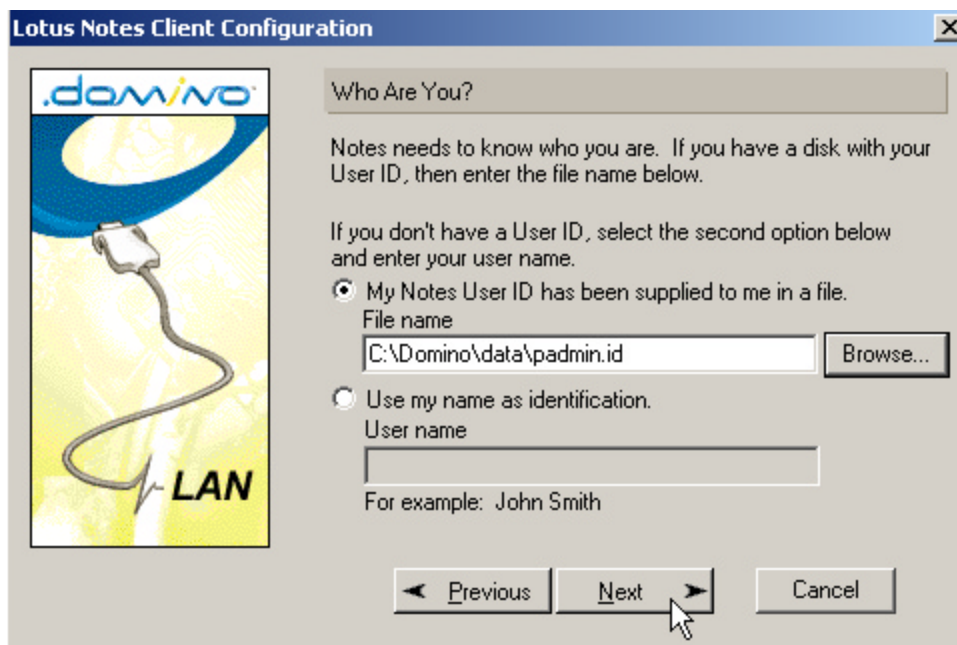 Lotus Notes Client Configuration
.domino
Who Are You?
Notes needs to know who you are.  If you have a disk with your
User ID, then enter the file name below.
If you don't have a User ID, select the second option below
and enter your user name.
My Notes User ID has been supplied to me in a file.
File name
C:\Domino\data\padmin.id
Browse...
Use my name as identification.
User name
For example:  John Smith
LAN
Previous
Next
Cancel